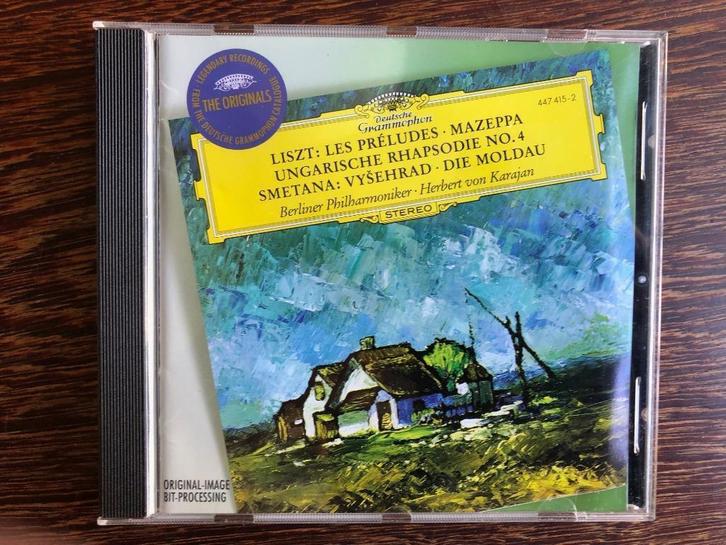 LEGENDARY RECORDINGS
FROM THE DEUTSCHE GRAMMOPHON CATALOGUE
THE ORIGINALS
Deutsche
Grammophon
447 415-2
LISZT: LES PRÉLUDES · MAZEPPA
UNGARISCHE RHAPSODIE NO. 4
SMETANA: VYŠEHRAD · DIE MOLDAU
Berliner Philharmoniker · Herbert von Karajan
STEREO
ORIGINAL-IMAGE
BIT-PROCESSING